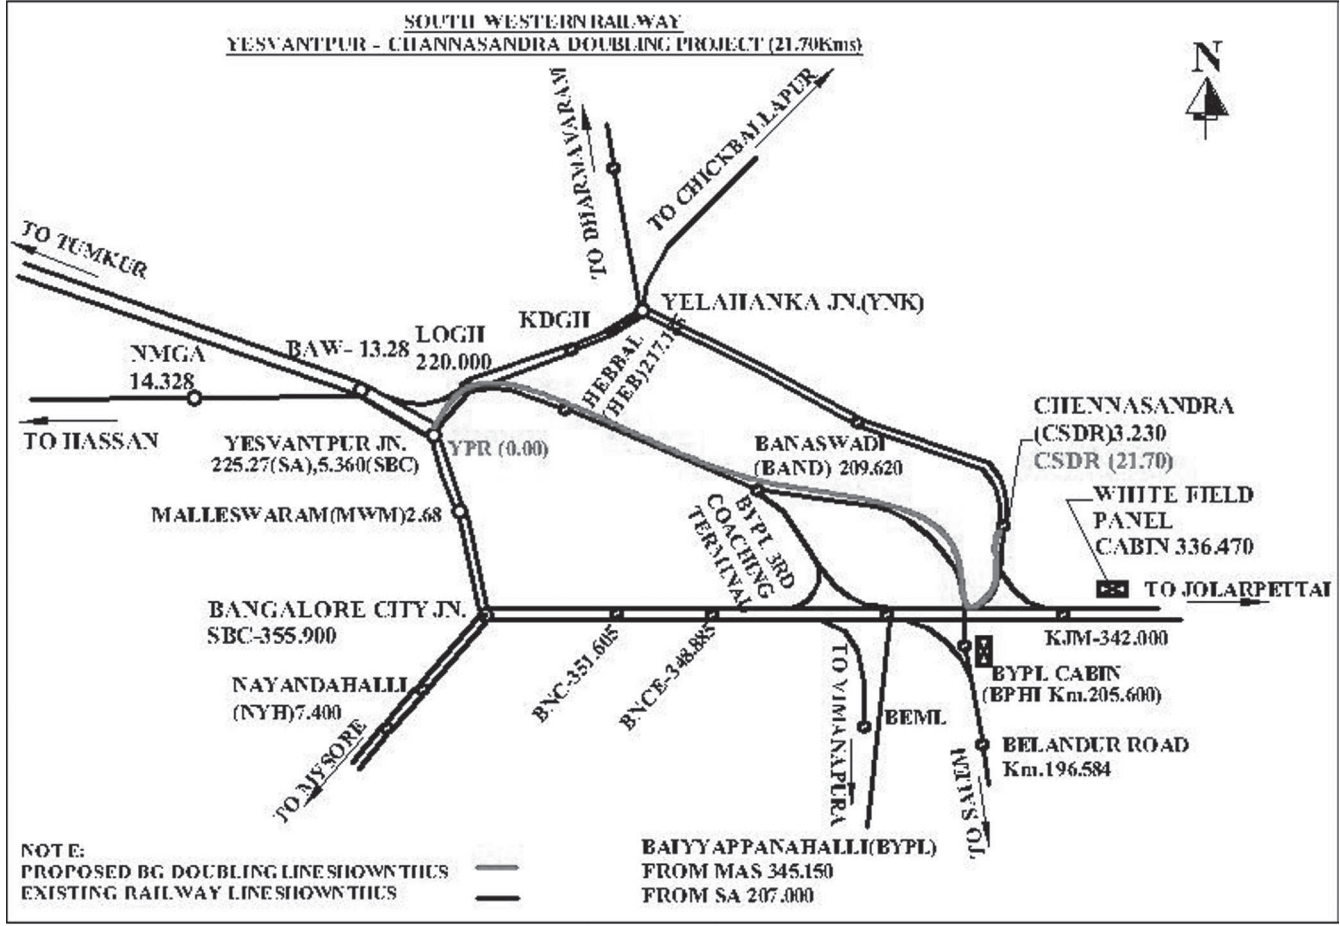 SOUTH WESTERN RAILWAY
YESVANTPUR - CHANNASANDRA DOUBLING PROJECT (21.70Kms)
N
TO DHARMAVARAM
TO CHICKBALLAPUR
TO TUMKUR
YELAHANKA JN.(YNK)
KDGH
LOGH
220.000
BAW- 13.28
NMGA
14.328
HEBBAL
(HEB)217.1
TO HASSAN
YESVANTPUR JN.
225.27(SA),5.360(SBC)
YPR (0.00)
BANASWADI
(BAND) 209.620
CHENNASANDRA
(CSDR)3.230
CSDR (21.70)
WHITE FIELD
PANEL
CABIN 336.470
MALLESWARAM(MWM)2.68
BYPL 3RD
COACHING
TERMINAL
TO JOLARPETTAI
BANGALORE CITY JN.
SBC-355.900
KJM-342.000
BNC-351.605
BNCE-348.885
NAYANDAHALLI
(NYH)7.400
TO MYSORE
TO VIMANAPURA
BEML
BYPL CABIN
(BPHI Km.205.600)
BELANDUR ROAD
Km.196.584
TO SALEM
NOTE:
PROPOSED BG DOUBLING LINE SHOWN THUS
EXISTING RAILWAY LINE SHOWN THUS
BAIYYAPPANAHALLI(BYPL)
FROM MAS 345.150
FROM SA 207.000